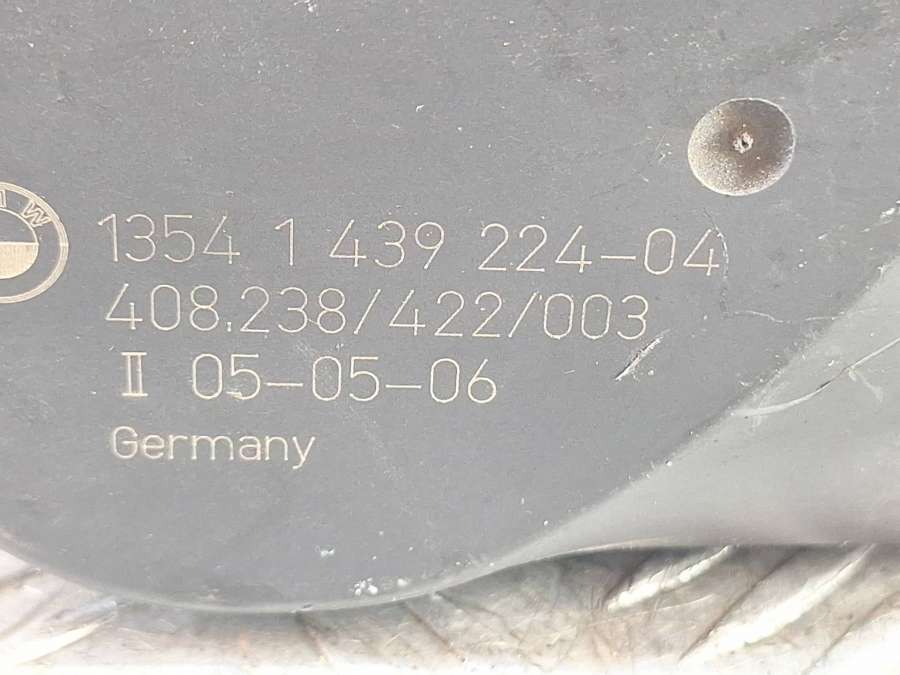 1354 1 439 224-04
408.238/422/003
II 05-05-06
Germany